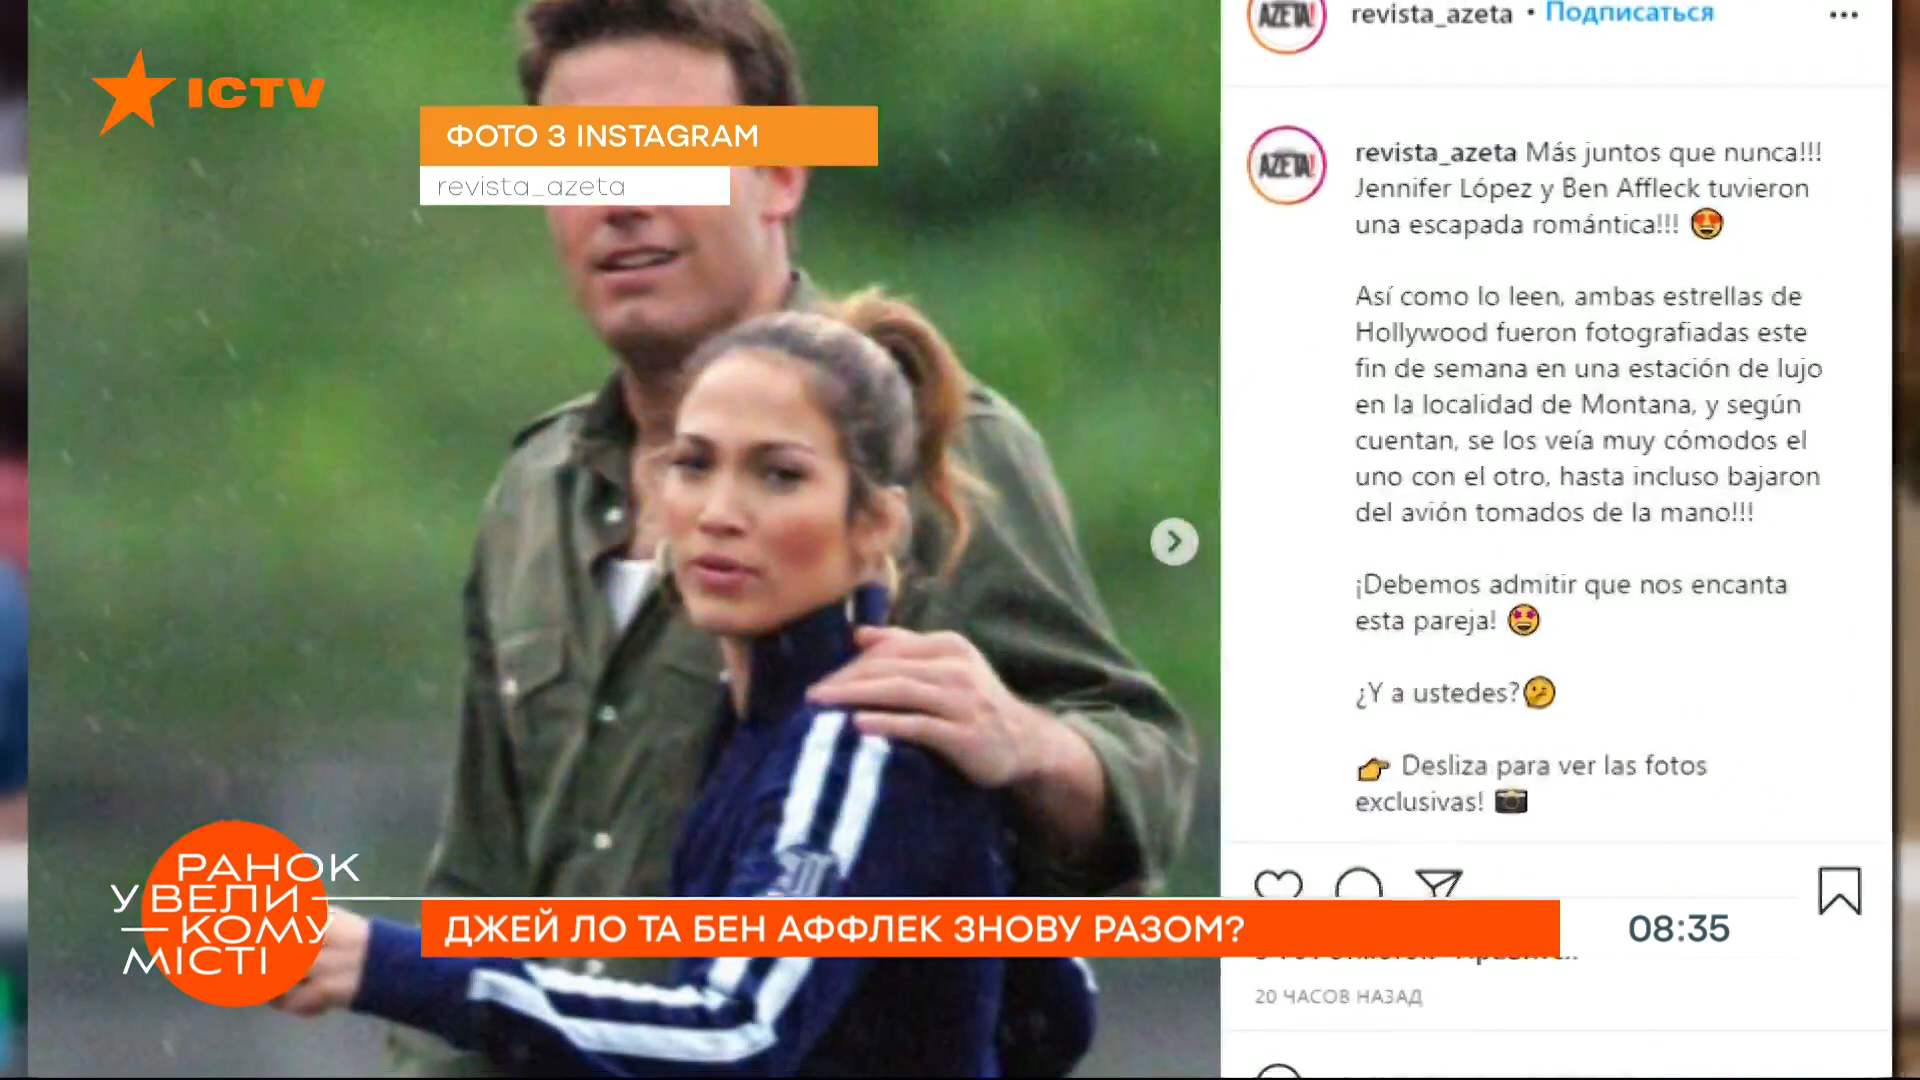 ICTV
ФОТО З INSTAGRAM
revista_azeta
AZETA!
revista_azeta • Подписаться
AZETA!
revista_azeta Más juntos que nunca!!!
Jennifer López y Ben Affleck tuvieron
una escapada romántica!!! 😍
Así como lo leen, ambas estrellas de
Hollywood fueron fotografiadas este
fin de semana en una estación de lujo
en la localidad de Montana, y según
cuentan, se los veía muy cómodos el
uno con el otro, hasta incluso bajaron
del avión tomados de la mano!!!
¡Debemos admitir que nos encanta
esta pareja! 🤩
¿Y a ustedes?🤔
👉 Desliza para ver las fotos
exclusivas! 📸
20 ЧАСОВ НАЗАД
РАНОК
У ВЕЛИ
КОМУ
МІСТІ
ДЖЕЙ ЛО ТА БЕН АФФЛЕК ЗНОВУ РАЗОМ?
08:35